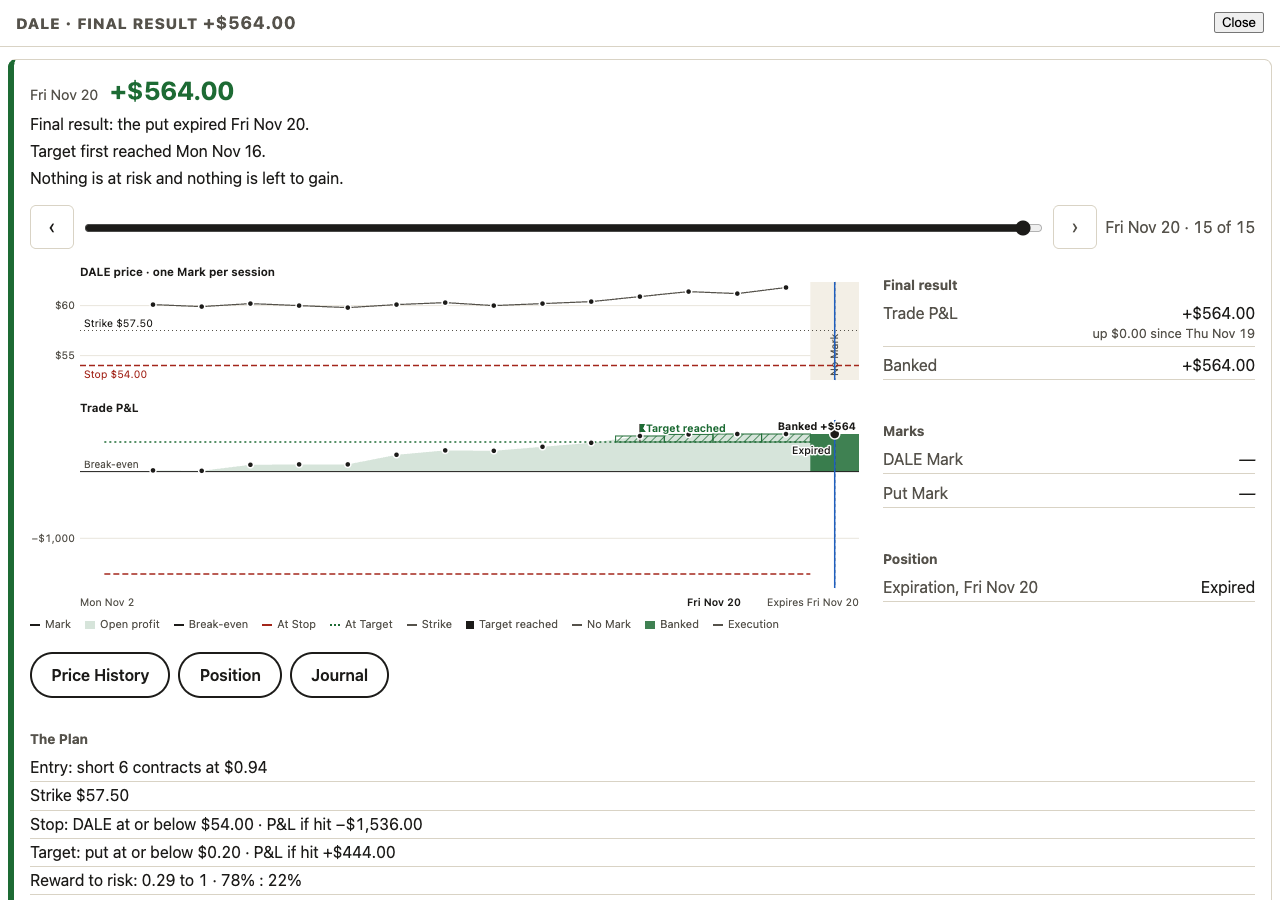 DALE · FINAL RESULT +$564.00
Close
Fri Nov 20 +$564.00
Final result: the put expired Fri Nov 20.
Target first reached Mon Nov 16.
Nothing is at risk and nothing is left to gain.
‹
›
Fri Nov 20 · 15 of 15
DALE price · one Mark per session
$60
Strike $57.50
$55
Stop $54.00
No Mark
Trade P&L
Target reached
Banked +$564
Expired
Break-even
−$1,000
Mon Nov 2
Fri Nov 20
Expires Fri Nov 20
Mark
Open profit
Break-even
At Stop
At Target
Strike
Target reached
No Mark
Banked
Execution
Final result
Trade P&L +$564.00
up $0.00 since Thu Nov 19
Banked +$564.00
Marks
DALE Mark —
Put Mark —
Position
Expiration, Fri Nov 20 Expired
Price History
Position
Journal
The Plan
Entry: short 6 contracts at $0.94
Strike $57.50
Stop: DALE at or below $54.00 · P&L if hit −$1,536.00
Target: put at or below $0.20 · P&L if hit +$444.00
Reward to risk: 0.29 to 1 · 78% : 22%